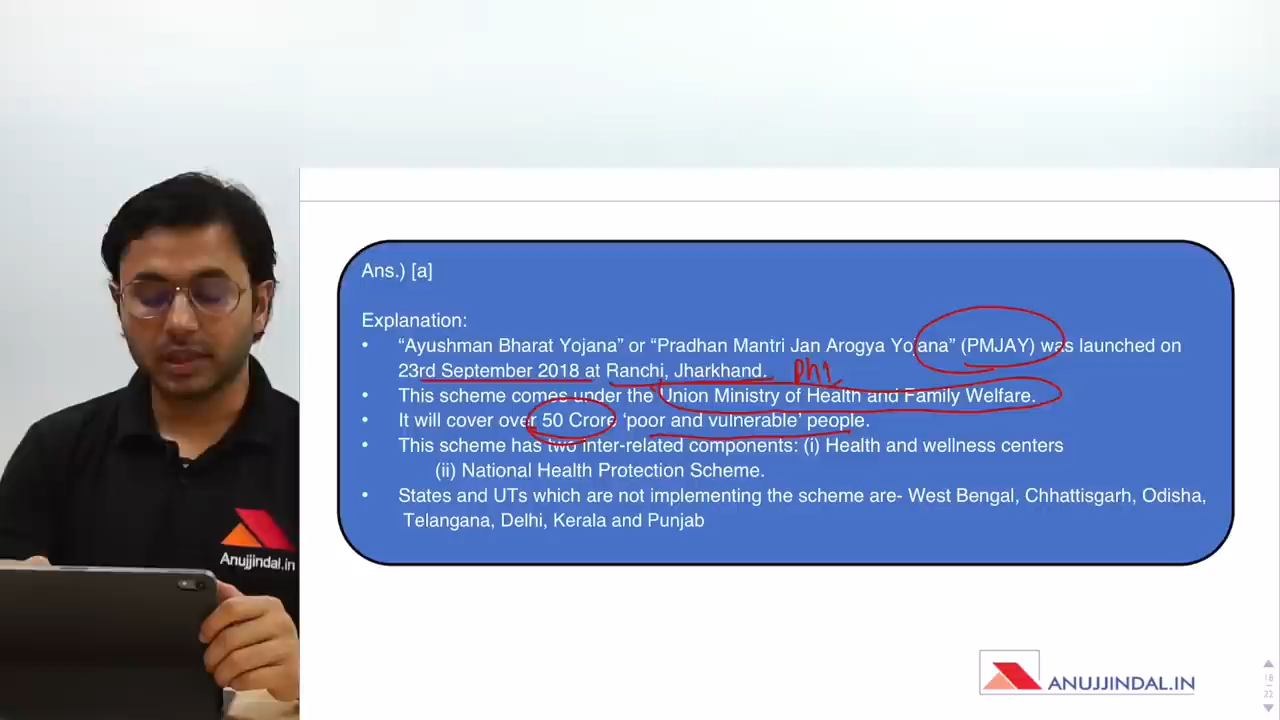 Ans.) [a]
Explanation:
• “Ayushman Bharat Yojana” or “Pradhan Mantri Jan Arogya Yojana” (PMJAY) was launched on
23rd September 2018 at Ranchi, Jharkhand. Ph1
• This scheme comes under the Union Ministry of Health and Family Welfare.
• It will cover over 50 Crore ‘poor and vulnerable’ people.
• This scheme has two inter-related components: (i) Health and wellness centers
(ii) National Health Protection Scheme.
• States and UTs which are not implementing the scheme are- West Bengal, Chhattisgarh, Odisha,
Telangana, Delhi, Kerala and Punjab
Anujjindal.in
ANUJJINDAL.IN
18
22